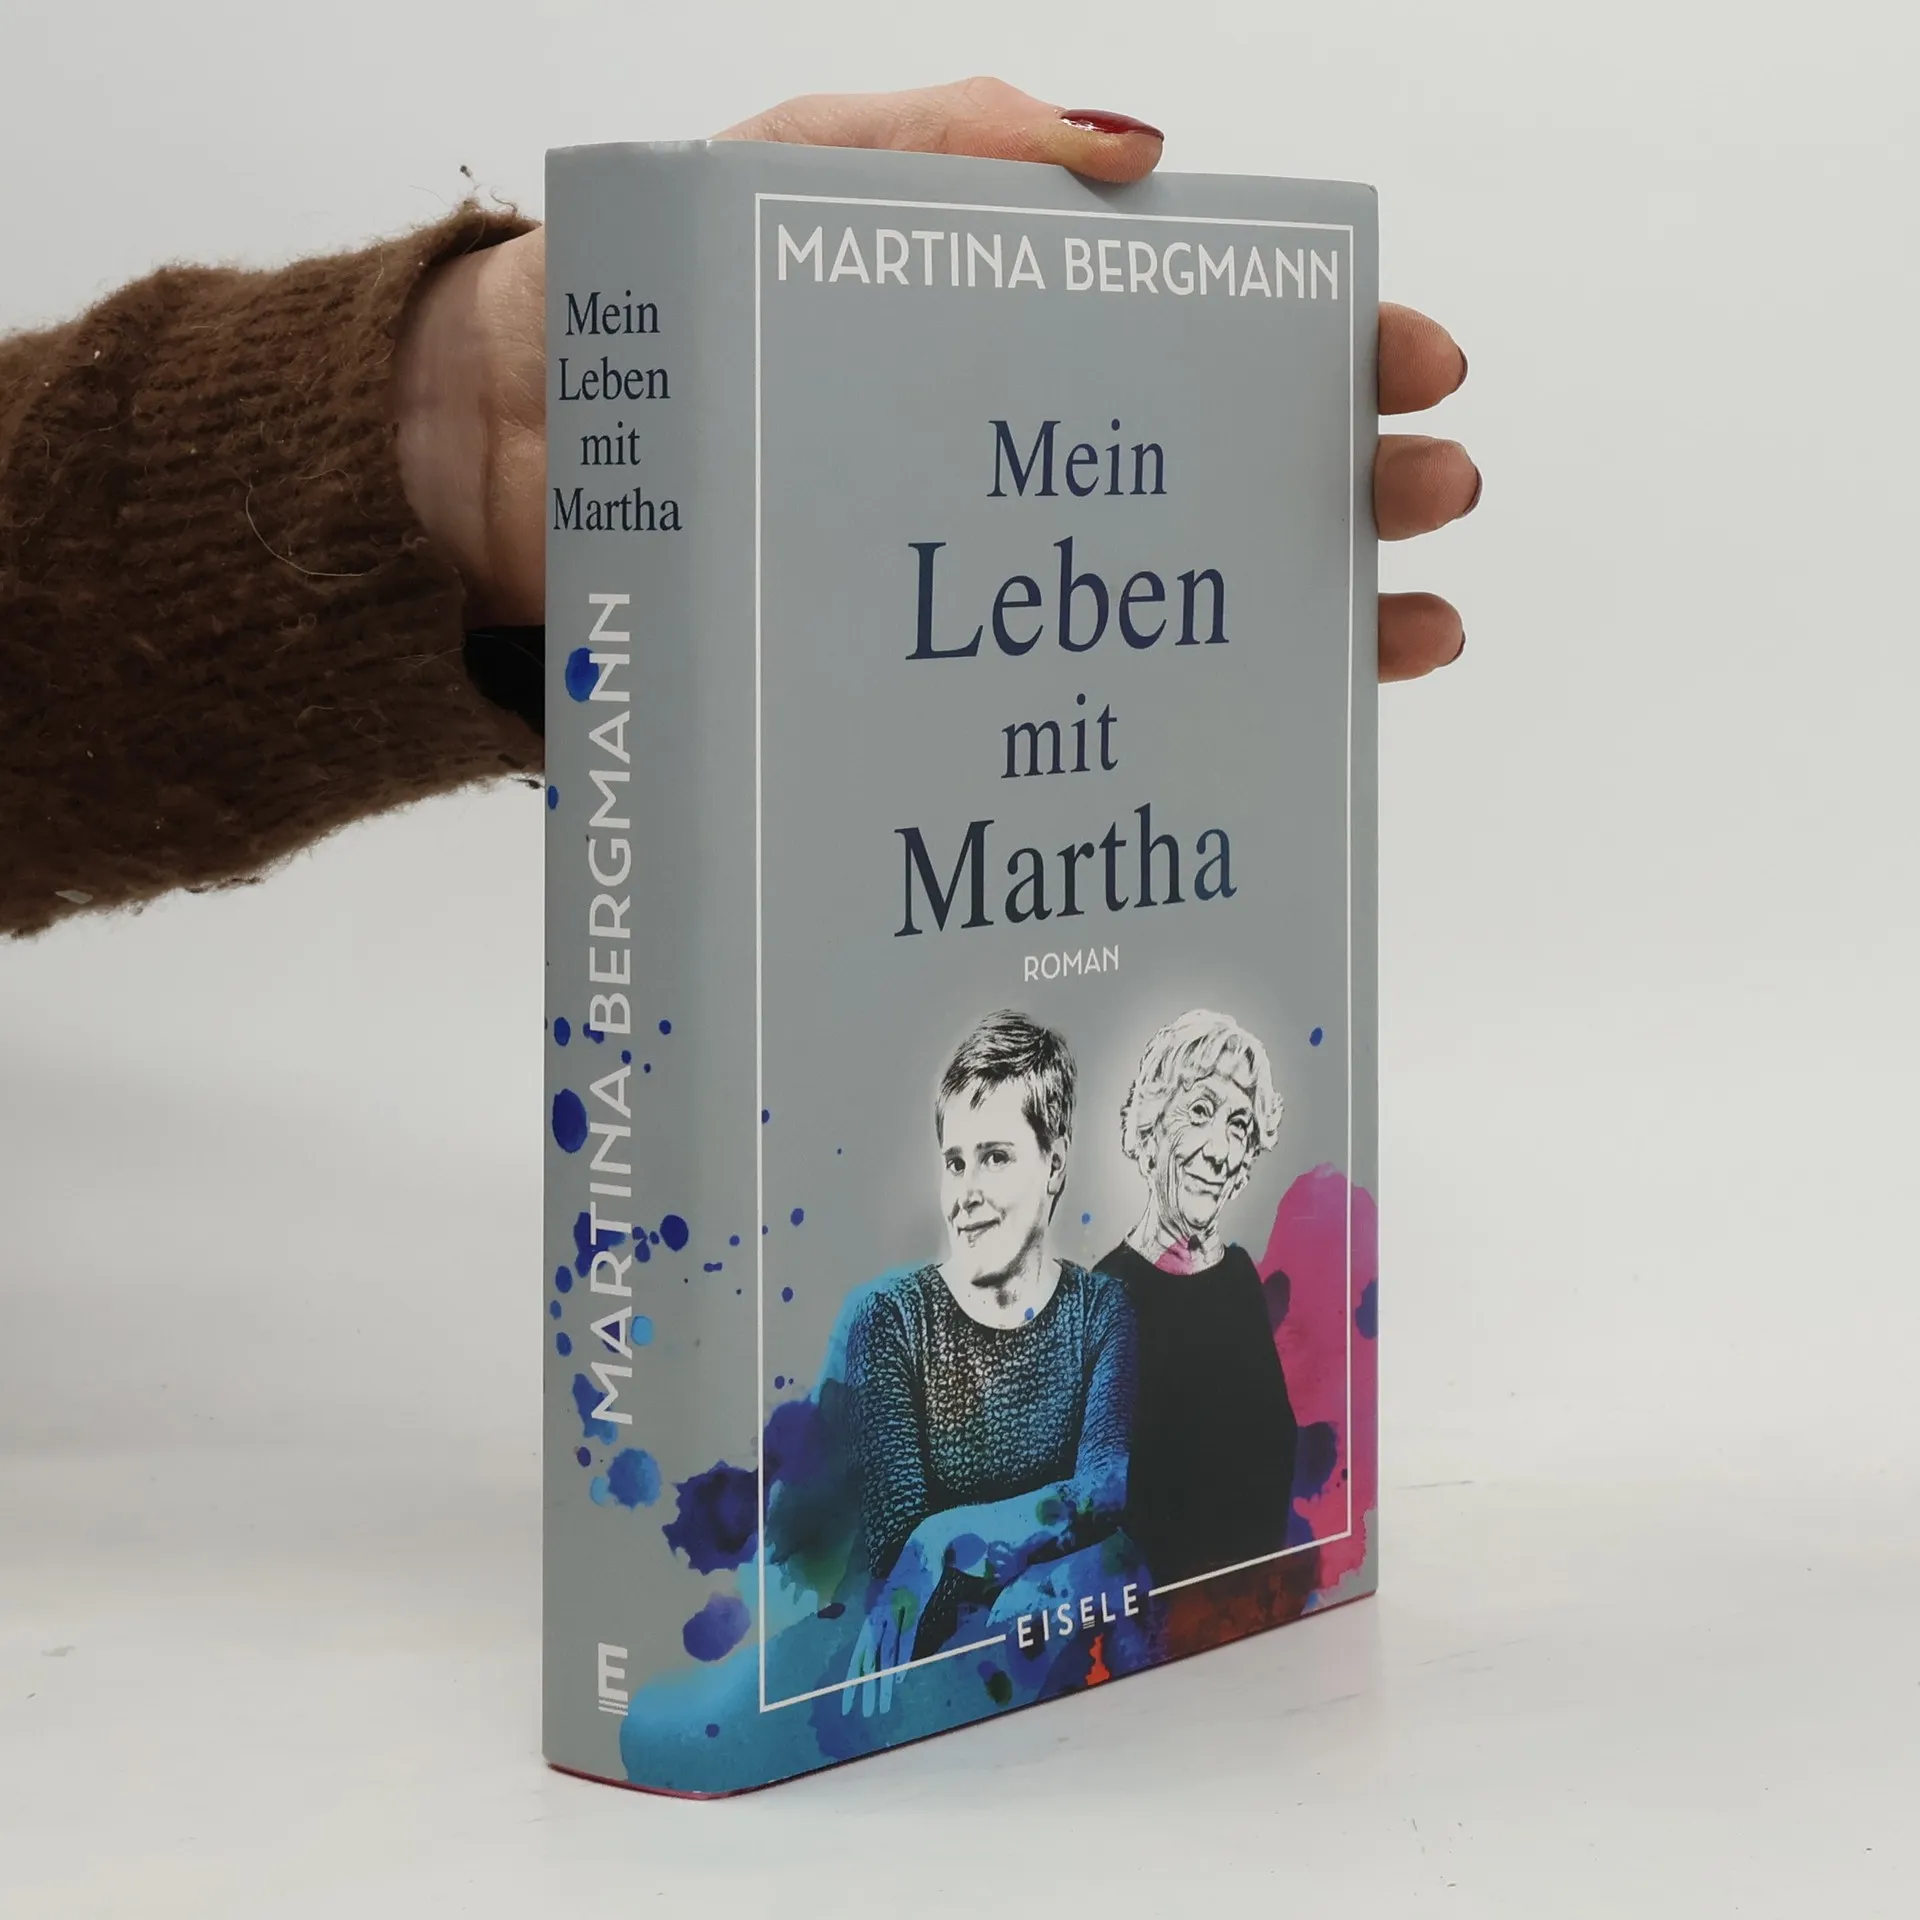 Mein
Leben
mit
Martha
MARTINA BERGMANN
E
MARTINA BERGMANN
Mein
Leben
mit
Martha
ROMAN
EISELE